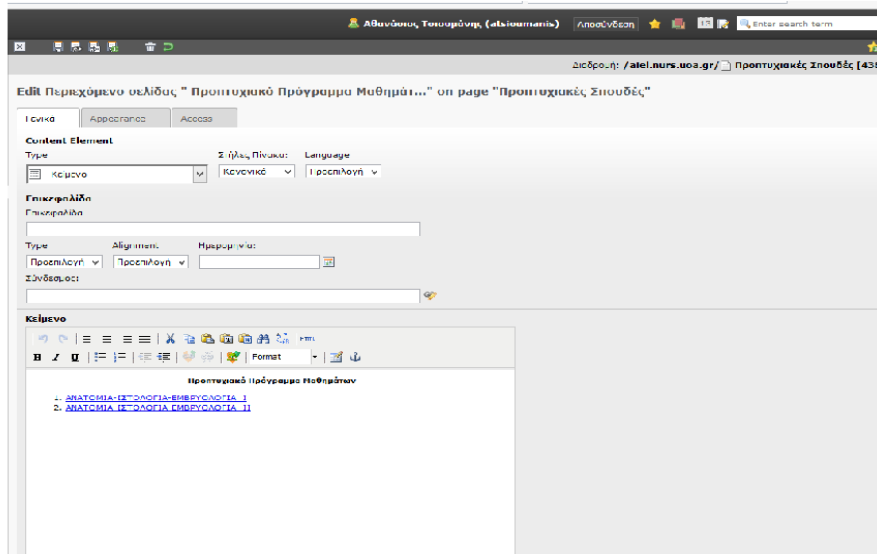 Αθανάσιος Τσιουμάνης (atsioumanis) Αποσύνδεση Enter search term
Διαδρομή: /alel.nurs.uoa.gr/ Προπτυχιακές Σπουδές [438
Edit Περιεχόμενο σελίδας " Προπτυχιακό Πρόγραμμα Μαθημάτ..." on page "Προπτυχιακές Σπουδές"
Γενικά Appearance Access
Content Element
Type Στήλες Πίνακα: Language
Κείμενο Κανονικό Προεπιλογή
Επικεφαλίδα
Επικεφαλίδα
Type Alignment Ημερομηνία:
Προεπιλογή Προεπιλογή
Σύνδεσμος:
Κείμενο
HTML
B I U Format
Προπτυχιακό Πρόγραμμα Μαθημάτων
1. ΑΝΑΤΟΜΙΑ-ΙΣΤΟΛΟΓΙΑ-ΕΜΒΡΥΟΛΟΓΙΑ I
2. ΑΝΑΤΟΜΙΑ ΙΣΤΟΛΟΓΙΑ ΕΜΒΡΥΟΛΟΓΙΑ II